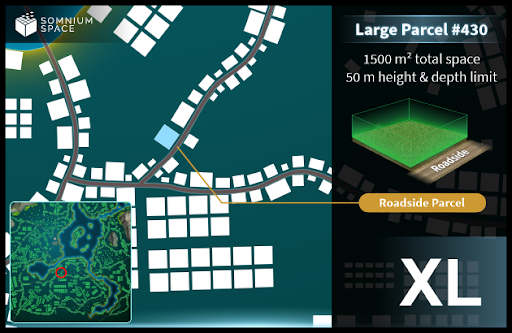 SOMNIUM
SPACE
Large Parcel #430
1500 m² total space
50 m height & depth limit
Roadside
Roadside Parcel
XL